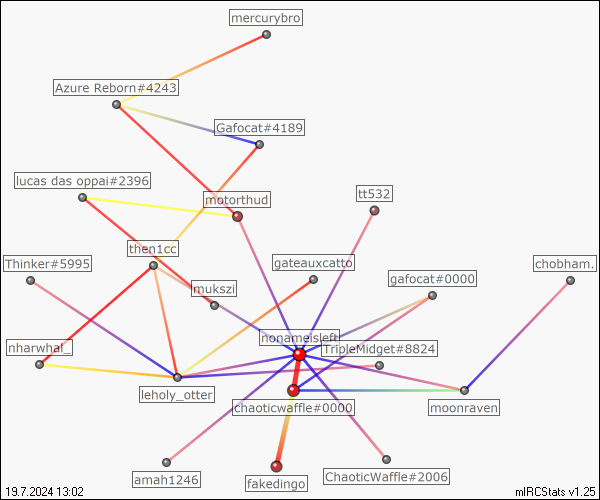 mercurybro
Azure Reborn#4243
Gafocat#4189
lucas das oppai#2396
tt532
motorthud
then1cc
Thinker#5995
gateauxcatto
chobham.
gafocat#0000
mukszi
nonameisleft
nharwhal_
TripleMidget#8824
leholy_otter
chaoticwaffle#0000
moonraven
amah1246
ChaoticWaffle#2006
fakedingo
19.7.2024 13:02
mIRCStats v1.25